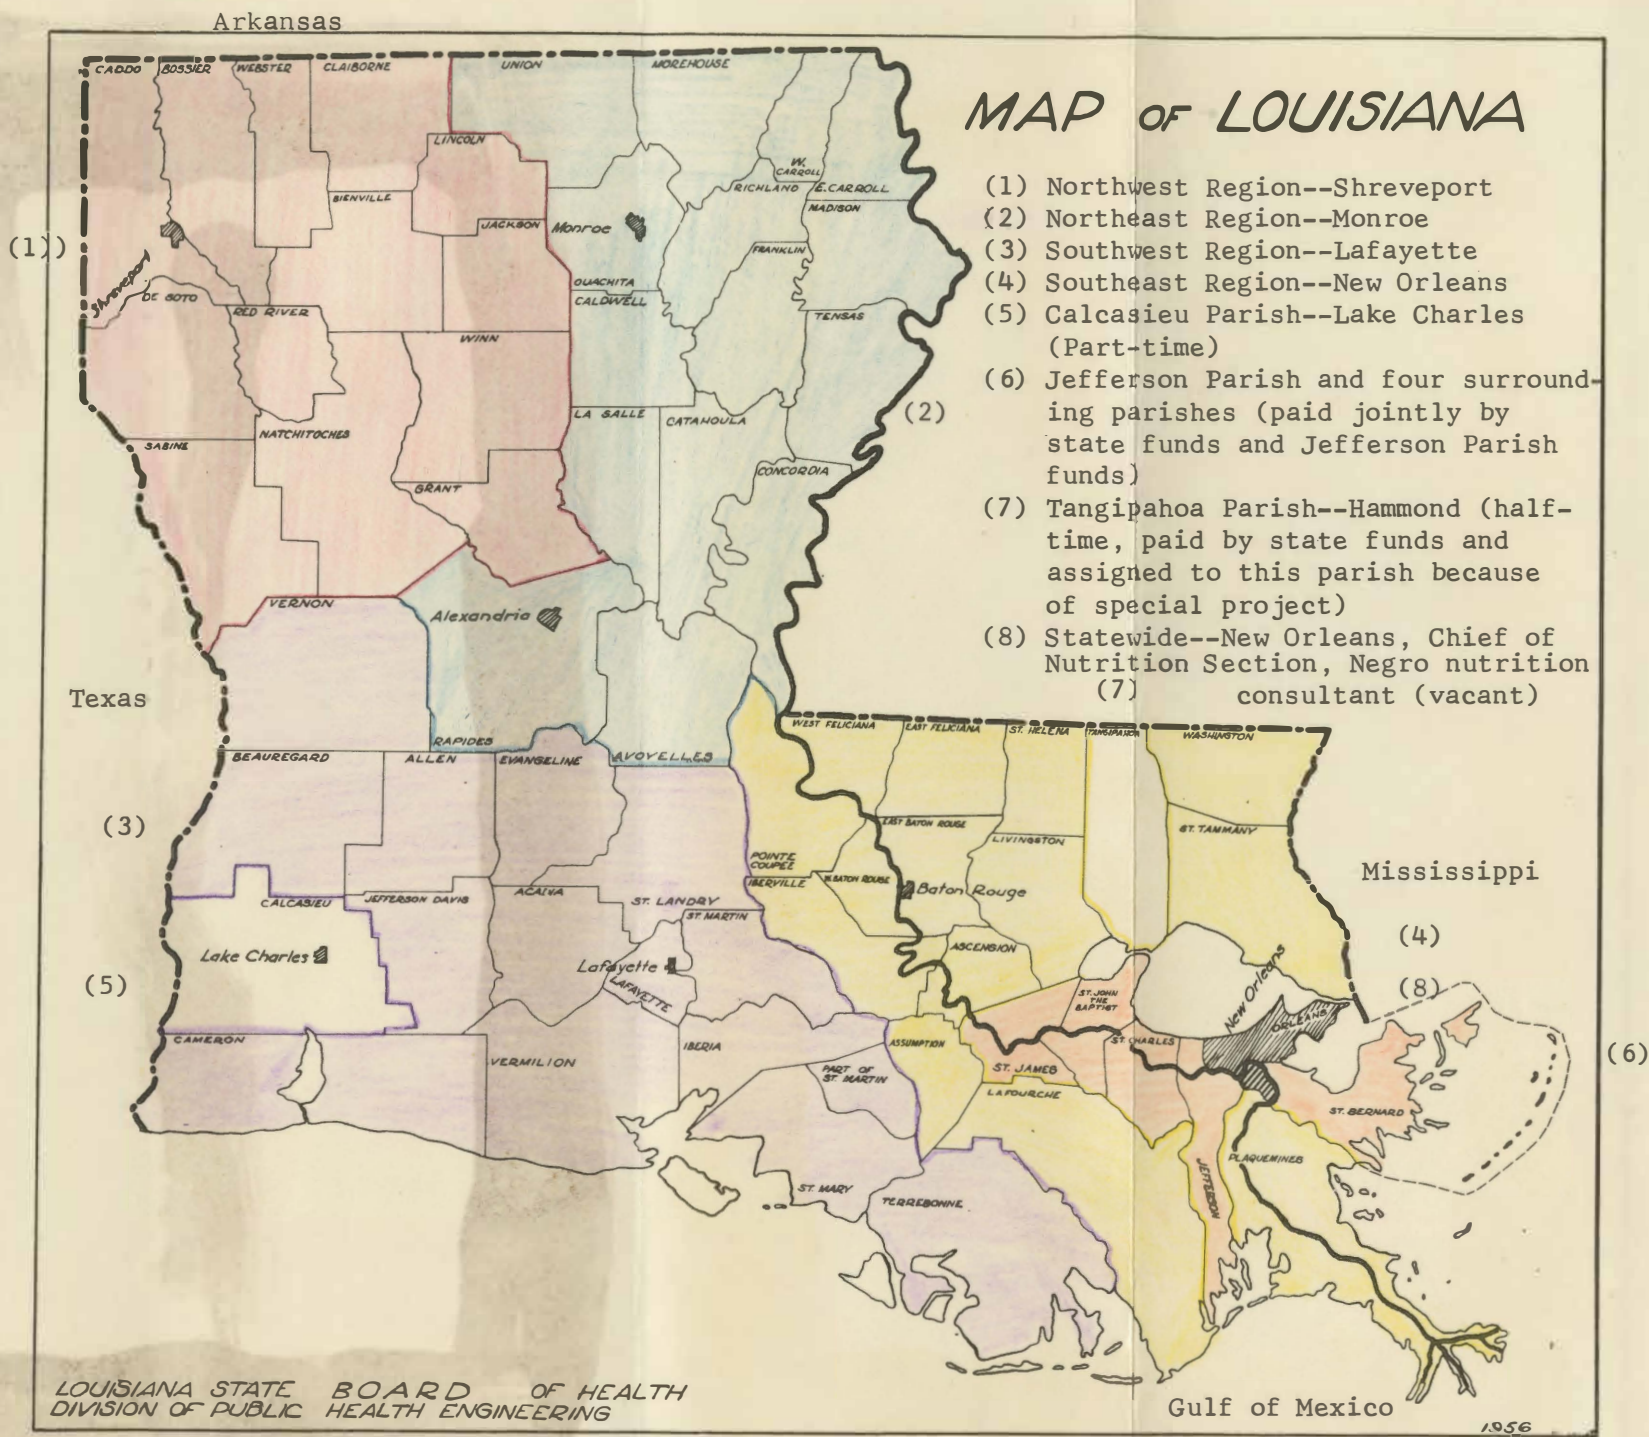 Arkansas
MAP OF LOUISIANA
(1) Northwest Region--Shreveport
(2) Northeast Region--Monroe
(3) Southwest Region--Lafayette
(4) Southeast Region--New Orleans
(5) Calcasieu Parish--Lake Charles
(Part-time)
(6) Jefferson Parish and four surround-
ing parishes (paid jointly by
state funds and Jefferson Parish
funds)
(7) Tangipahoa Parish--Hammond (half-
time, paid by state funds and
assigned to this parish because
of special project)
(8) Statewide--New Orleans, Chief of
Nutrition Section, Negro nutrition
consultant (vacant)
(7)
CADDO
BOSSIER
WEBSTER
CLAIBORNE
UNION
MOREHOUSE
LINCOLN
W.
CARROLL
RICHLAND
E. CARROLL
BIENVILLE
MADISON
JACKSON
Monroe
(1))
FRANKLIN
Shreveport
OUACHITA
DE SOTO
CALDWELL
RED RIVER
TENSAS
WINN
LA SALLE
CATAHOULA
(2)
NATCHITOCHES
SABINE
CONCORDIA
GRANT
VERNON
Alexandria
Texas
WEST FELICIANA
EAST FELICIANA
ST. HELENA
TANGIPAHOA
WASHINGTON
RAPIDES
BEAUREGARD
ALLEN
EVANGELINE
AVOYELLES
(3)
EAST BATON ROUGE
ST. TAMMANY
LIVINGSTON
POINTE
COUPEE
IBERVILLE
W. BATON ROUGE
Baton Rouge
Mississippi
CALCASIEU
JEFFERSON DAVIS
ACADIA
ST. LANDRY
ST. MARTIN
(4)
ASCENSION
Lake Charles
Lafayette
LAFAYETTE
(5)
(8)
ST. JOHN
THE
BAPTIST
New Orleans
ORLEANS
CAMERON
VERMILION
IBERIA
ASSUMPTION
ST. CHARLES
(6)
PART OF
ST. MARTIN
ST. JAMES
LAFOURCHE
ST. BERNARD
PLAQUEMINES
JEFFERSON
ST. MARY
TERREBONNE
LOUISIANA STATE BOARD OF HEALTH
DIVISION OF PUBLIC HEALTH ENGINEERING
Gulf of Mexico
1956